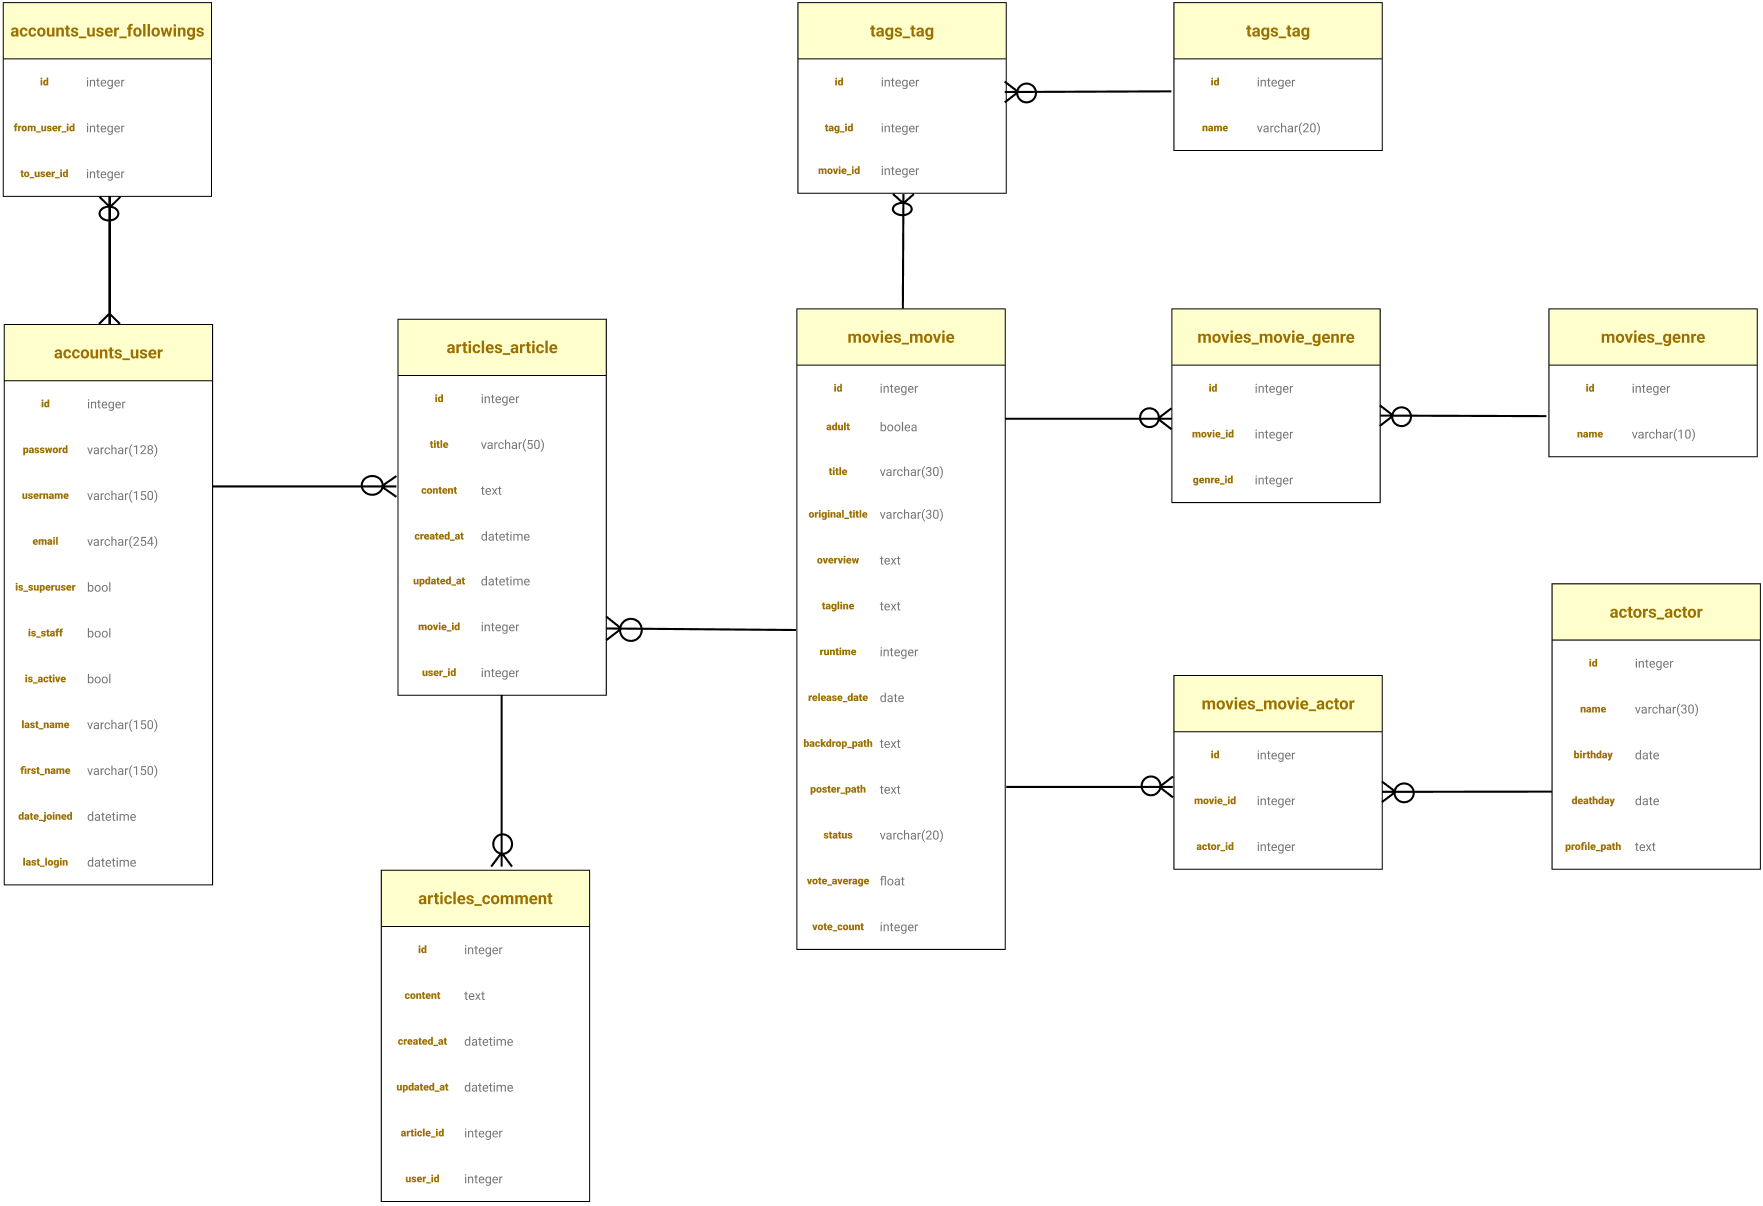 accounts_user_followings
id integer
from_user_id integer
to_user_id integer
tags_tag
id integer
tag_id integer
movie_id integer
tags_tag
id integer
name varchar(20)
accounts_user
id integer
password varchar(128)
username varchar(150)
email varchar(254)
is_superuser bool
is_staff bool
is_active bool
last_name varchar(150)
first_name varchar(150)
date_joined datetime
last_login datetime
articles_article
id integer
title varchar(50)
content text
created_at datetime
updated_at datetime
movie_id integer
user_id integer
articles_comment
id integer
content text
created_at datetime
updated_at datetime
article_id integer
user_id integer
movies_movie
id integer
adult boolea
title varchar(30)
original_title varchar(30)
overview text
tagline text
runtime integer
release_date date
backdrop_path text
poster_path text
status varchar(20)
vote_average float
vote_count integer
movies_movie_genre
id integer
movie_id integer
genre_id integer
movies_genre
id integer
name varchar(10)
movies_movie_actor
id integer
movie_id integer
actor_id integer
actors_actor
id integer
name varchar(30)
birthday date
deathday date
profile_path text